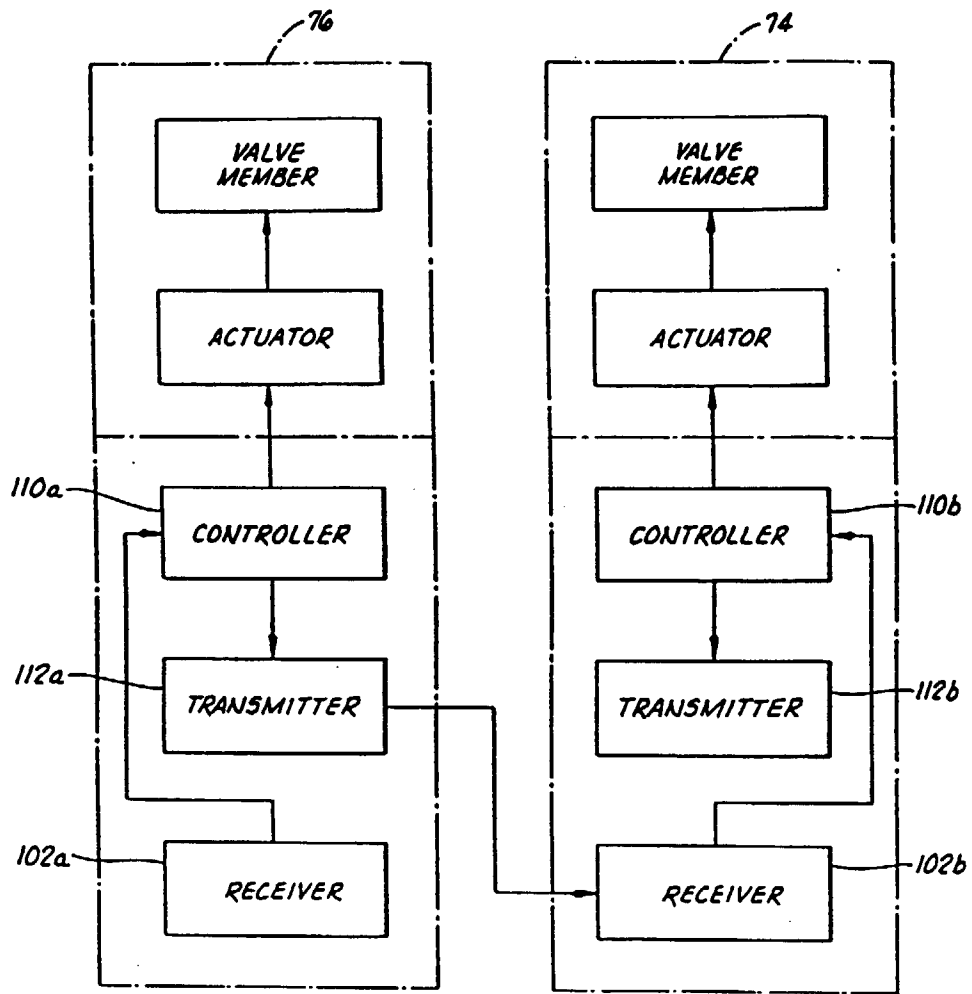 76
74
VALVE
MEMBER
VALVE
MEMBER
ACTUATOR
ACTUATOR
110a
CONTROLLER
CONTROLLER
110b
112a
TRANSMITTER
TRANSMITTER
112b
102a
RECEIVER
RECEIVER
102b